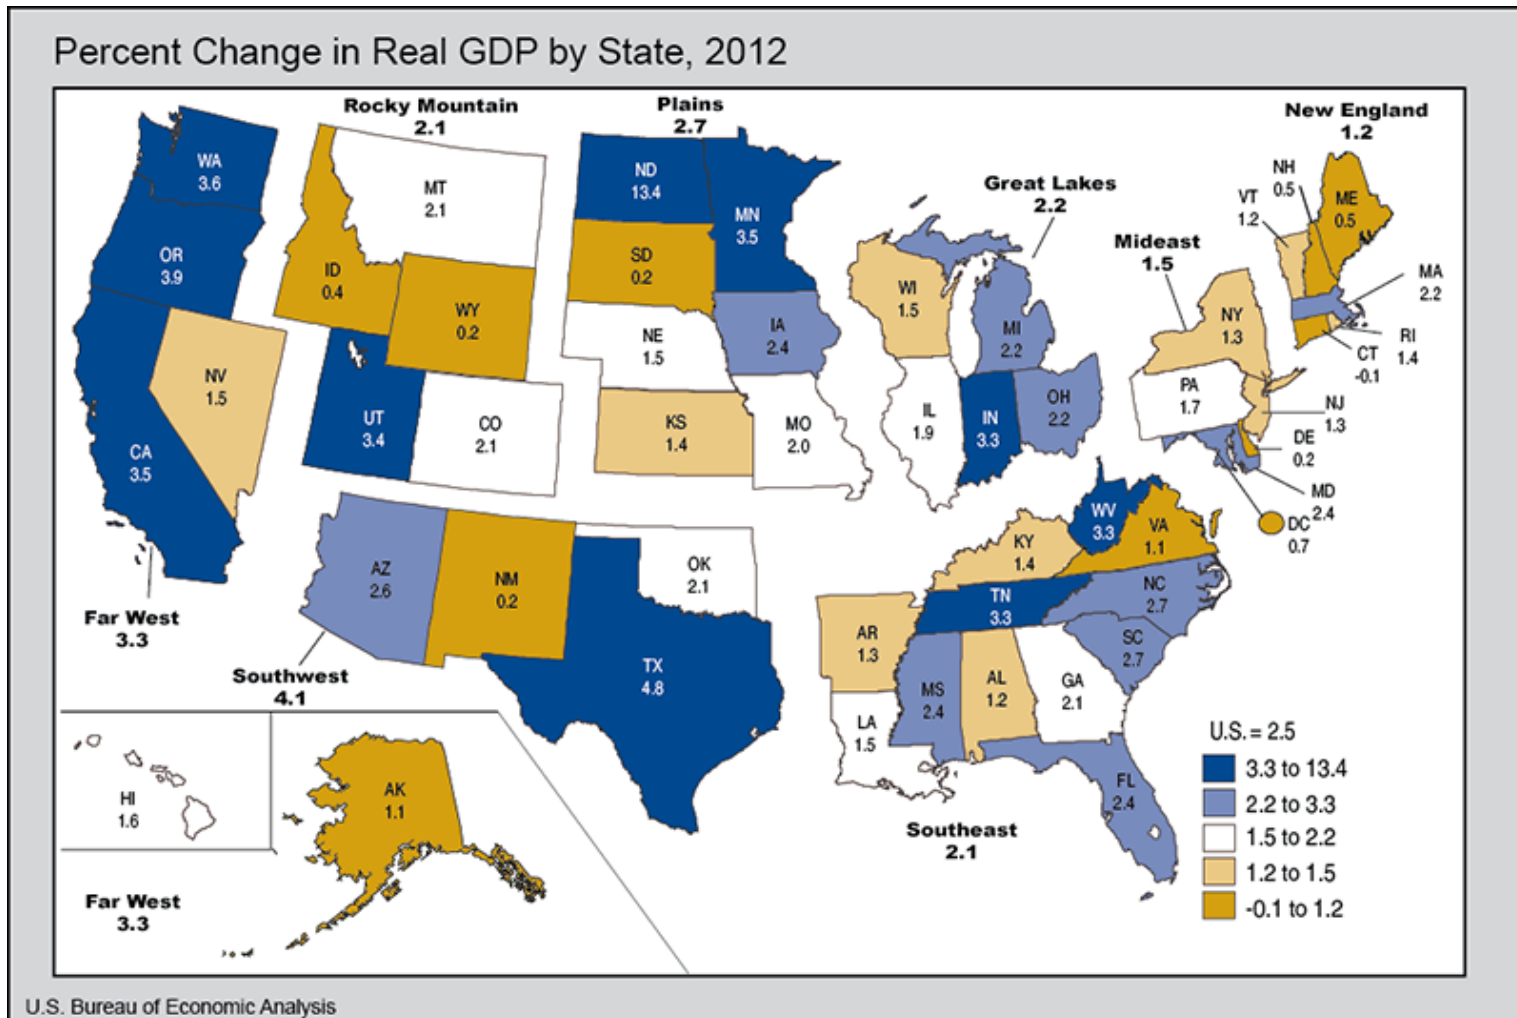 Percent Change in Real GDP by State, 2012
Rocky Mountain
2.1
Plains
2.7
New England
1.2
Great Lakes
2.2
Mideast
1.5
WA
3.6
OR
3.9
CA
3.5
NV
1.5
ID
0.4
MT
2.1
WY
0.2
UT
3.4
CO
2.1
ND
13.4
MN
3.5
SD
0.2
NE
1.5
IA
2.4
KS
1.4
MO
2.0
WI
1.5
MI
2.2
IL
1.9
IN
3.3
OH
2.2
NH
0.5
VT
1.2
ME
0.5
MA
2.2
RI
1.4
CT
-0.1
NY
1.3
PA
1.7
NJ
1.3
DE
0.2
MD
2.4
DC
0.7
AZ
2.6
NM
0.2
OK
2.1
TX
4.8
WV
3.3
VA
1.1
KY
1.4
TN
3.3
NC
2.7
SC
2.7
AR
1.3
LA
1.5
MS
2.4
AL
1.2
GA
2.1
FL
2.4
Far West
3.3
Southwest
4.1
Southeast
2.1
HI
1.6
AK
1.1
Far West
3.3
U.S. = 2.5
3.3 to 13.4
2.2 to 3.3
1.5 to 2.2
1.2 to 1.5
-0.1 to 1.2
U.S. Bureau of Economic Analysis